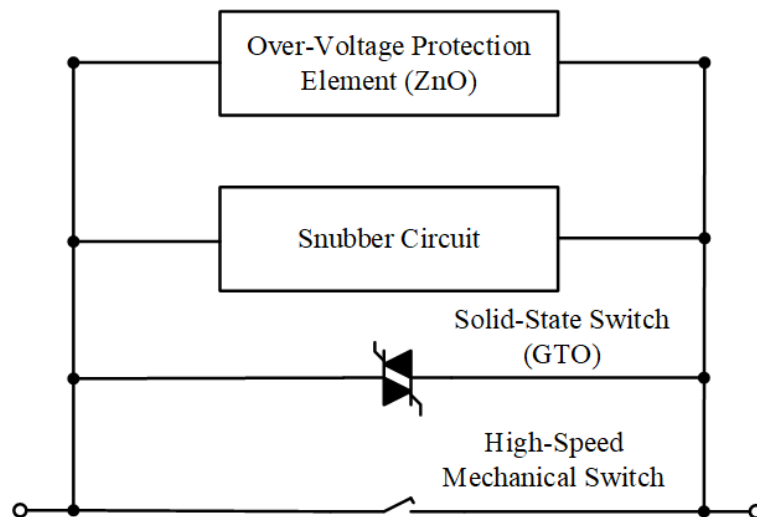 Over-Voltage Protection
Element (ZnO)
Snubber Circuit
Solid-State Switch
(GTO)
High-Speed
Mechanical Switch